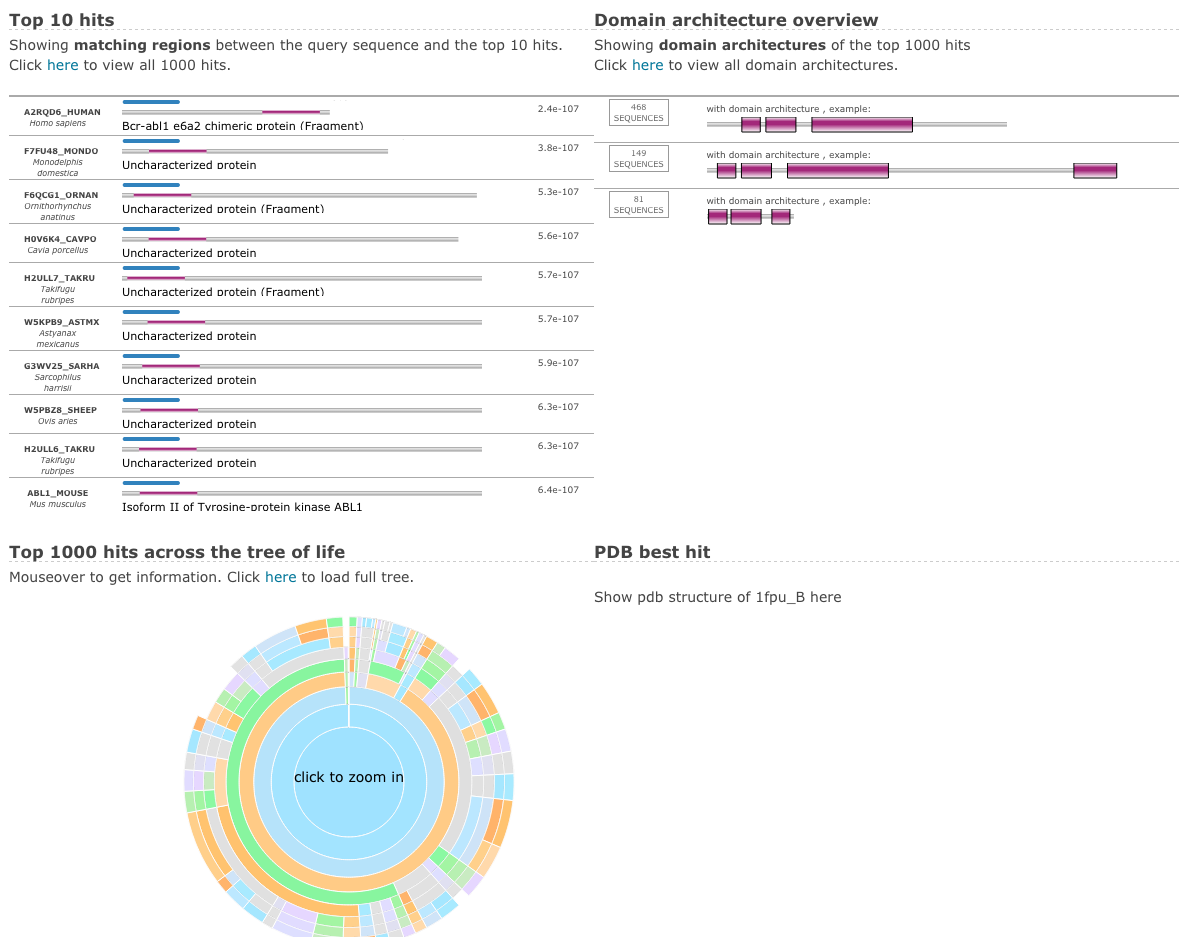 Top 10 hits
Showing matching regions between the query sequence and the top 10 hits.
Click here to view all 1000 hits.
A2RQD6_HUMAN
Homo sapiens
Bcr-abl1 e6a2 chimeric protein (Fragment)
2.4e-107
F7FU48_MONDO
Monodelphis
domestica
Uncharacterized protein
3.8e-107
F6QCG1_ORNAN
Ornithorhynchus
anatinus
Uncharacterized protein (Fragment)
5.3e-107
H0V6K4_CAVPO
Cavia porcellus
Uncharacterized protein
5.6e-107
H2ULL7_TAKRU
Takifugu
rubripes
Uncharacterized protein (Fragment)
5.7e-107
W5KPB9_ASTMX
Astyanax
mexicanus
Uncharacterized protein
5.7e-107
G3WV25_SARHA
Sarcophilus
harrisii
Uncharacterized protein
5.9e-107
W5PBZ8_SHEEP
Ovis aries
Uncharacterized protein
6.3e-107
H2ULL6_TAKRU
Takifugu
rubripes
Uncharacterized protein
6.3e-107
ABL1_MOUSE
Mus musculus
Isoform II of Tyrosine-protein kinase ABL1
6.4e-107
Domain architecture overview
Showing domain architectures of the top 1000 hits
Click here to view all domain architectures.
468
SEQUENCES
with domain architecture , example:
149
SEQUENCES
with domain architecture , example:
81
SEQUENCES
with domain architecture , example:
Top 1000 hits across the tree of life
Mouseover to get information. Click here to load full tree.
click to zoom in
PDB best hit
Show pdb structure of 1fpu_B here